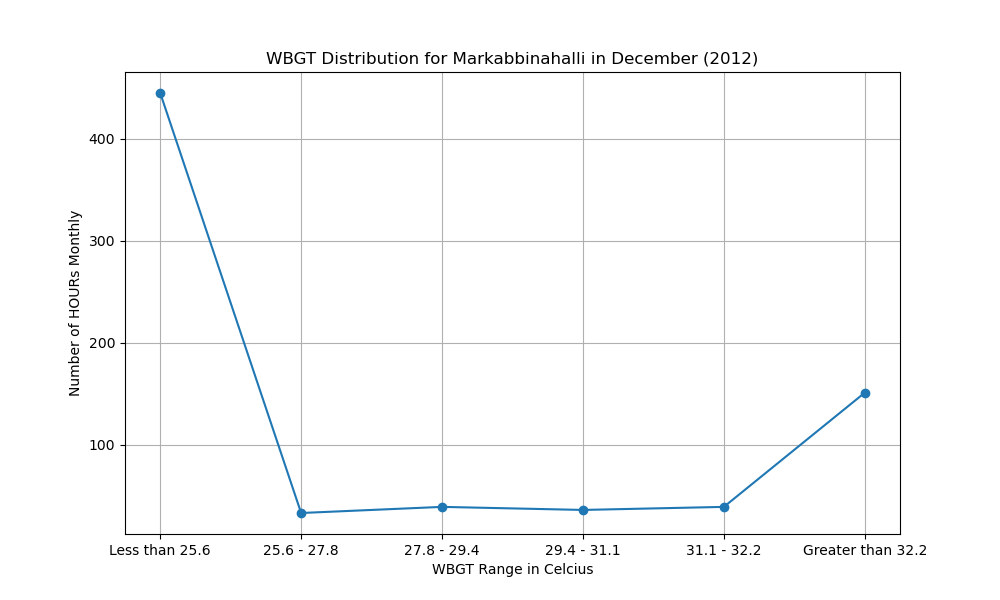 WBGT Distribution for Markabbinahalli in December (2012)
Number of HOURs Monthly
400
300
200
100
Less than 25.6
25.6 - 27.8
27.8 - 29.4
29.4 - 31.1
31.1 - 32.2
Greater than 32.2
WBGT Range in Celcius